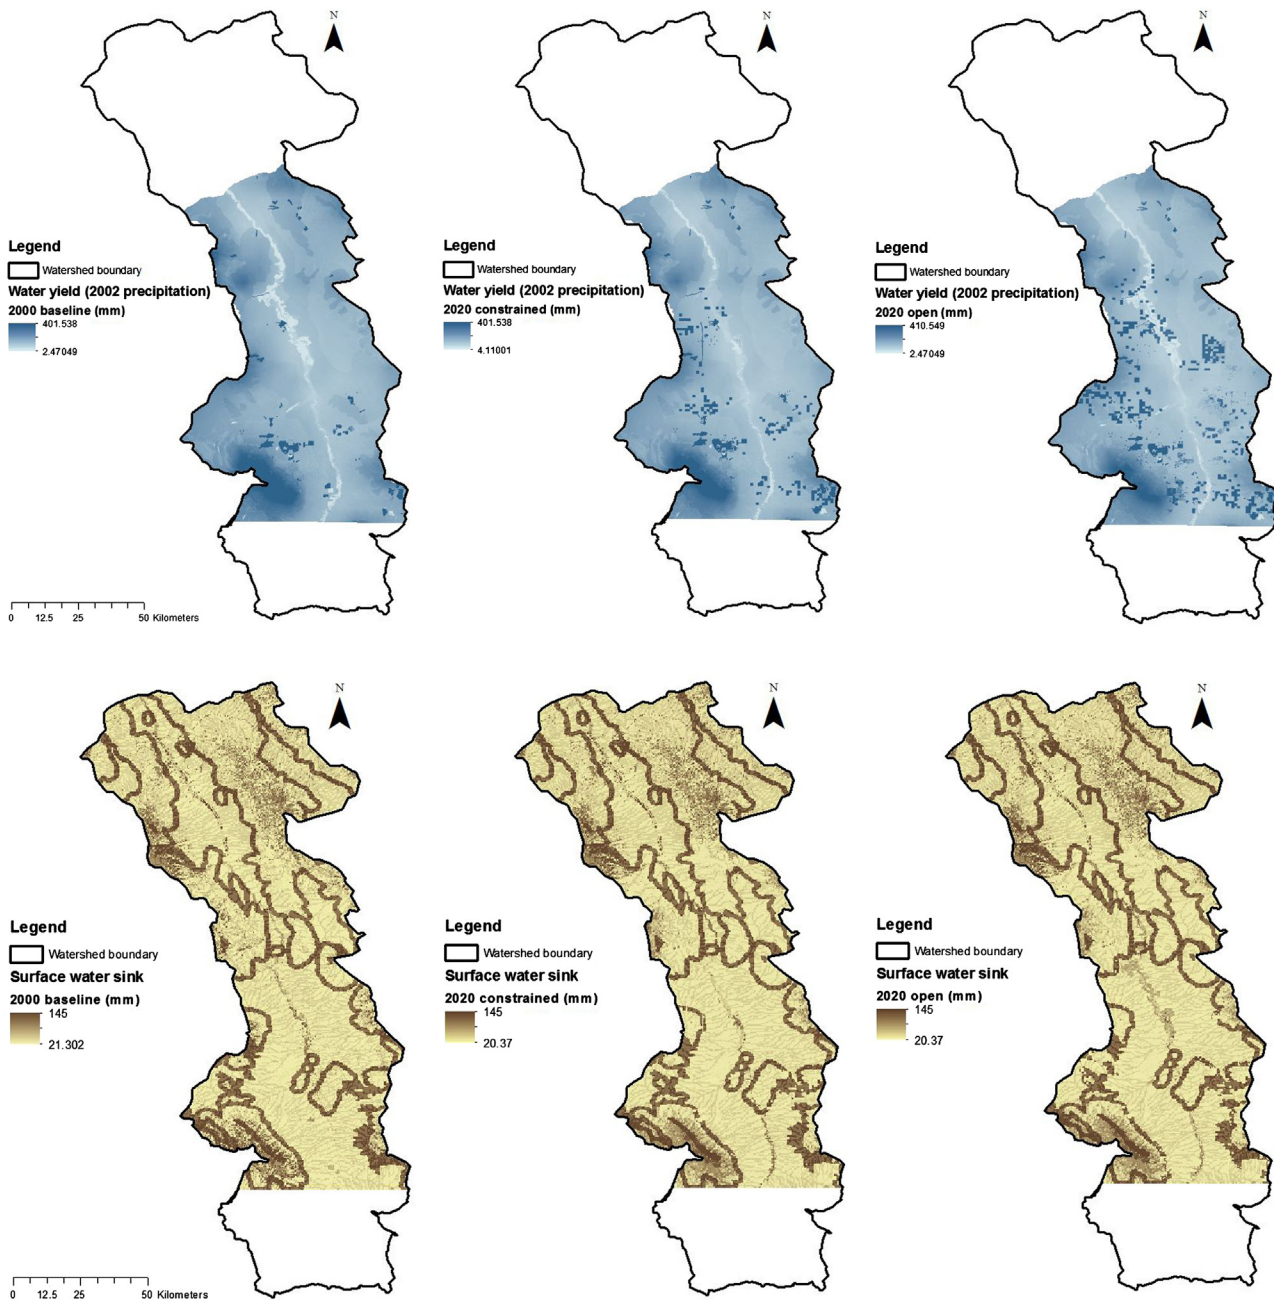 N
Legend
Watershed boundary
Water yield (2002 precipitation)
2000 baseline (mm)
401.538
2.47049
0 12.5 25 50 Kilometers
N
Legend
Watershed boundary
Water yield (2002 precipitation)
2020 constrained (mm)
401.538
4.11001
N
Legend
Watershed boundary
Water yield (2002 precipitation)
2020 open (mm)
410.549
2.47049
N
Legend
Watershed boundary
Surface water sink
2000 baseline (mm)
145
21.302
0 12.5 25 50 Kilometers
N
Legend
Watershed boundary
Surface water sink
2020 constrained (mm)
145
20.37
N
Legend
Watershed boundary
Surface water sink
2020 open (mm)
145
20.37